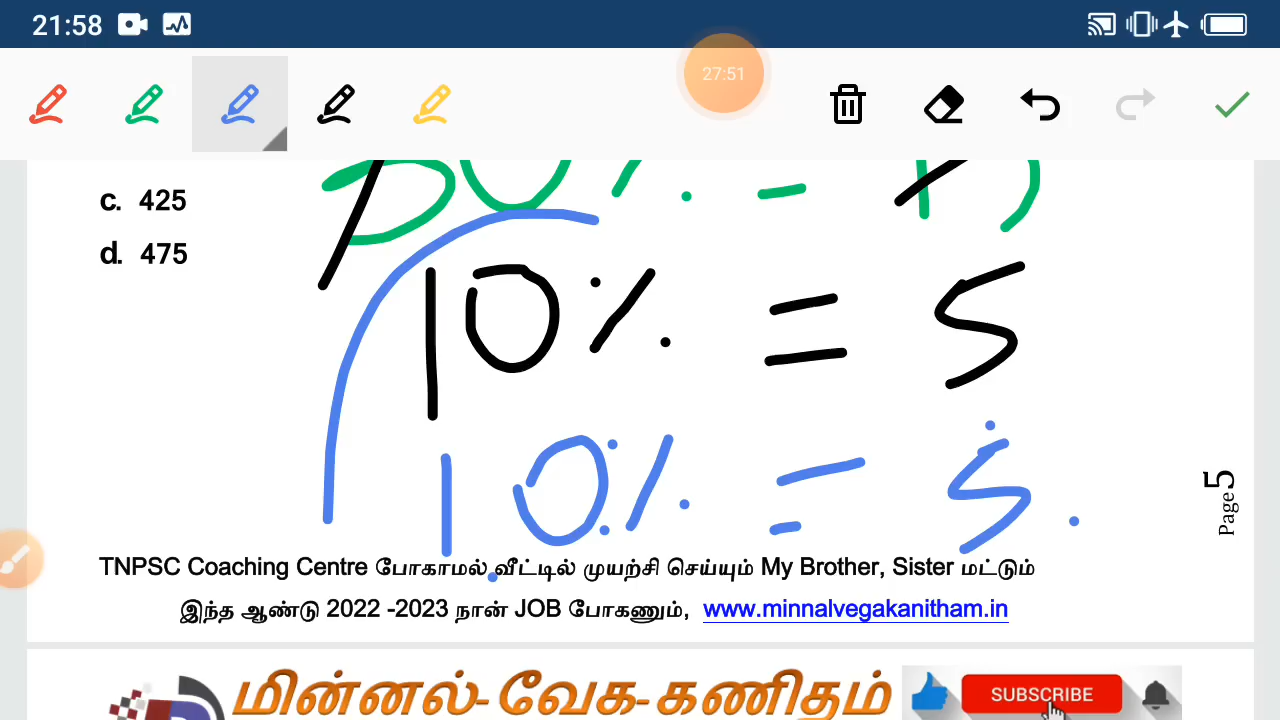 21:58
27:51
c. 425
d. 475
10% = 5
10% = 5
Page 5
TNPSC Coaching Centre போகாமல் வீட்டில் முயற்சி செய்யும் My Brother, Sister மட்டும்
இந்த ஆண்டு 2022 -2023 நான் JOB போகணும், www.minnalvegakanitham.in
மின்னல்-வேக-கணிதம்
SUBSCRIBE